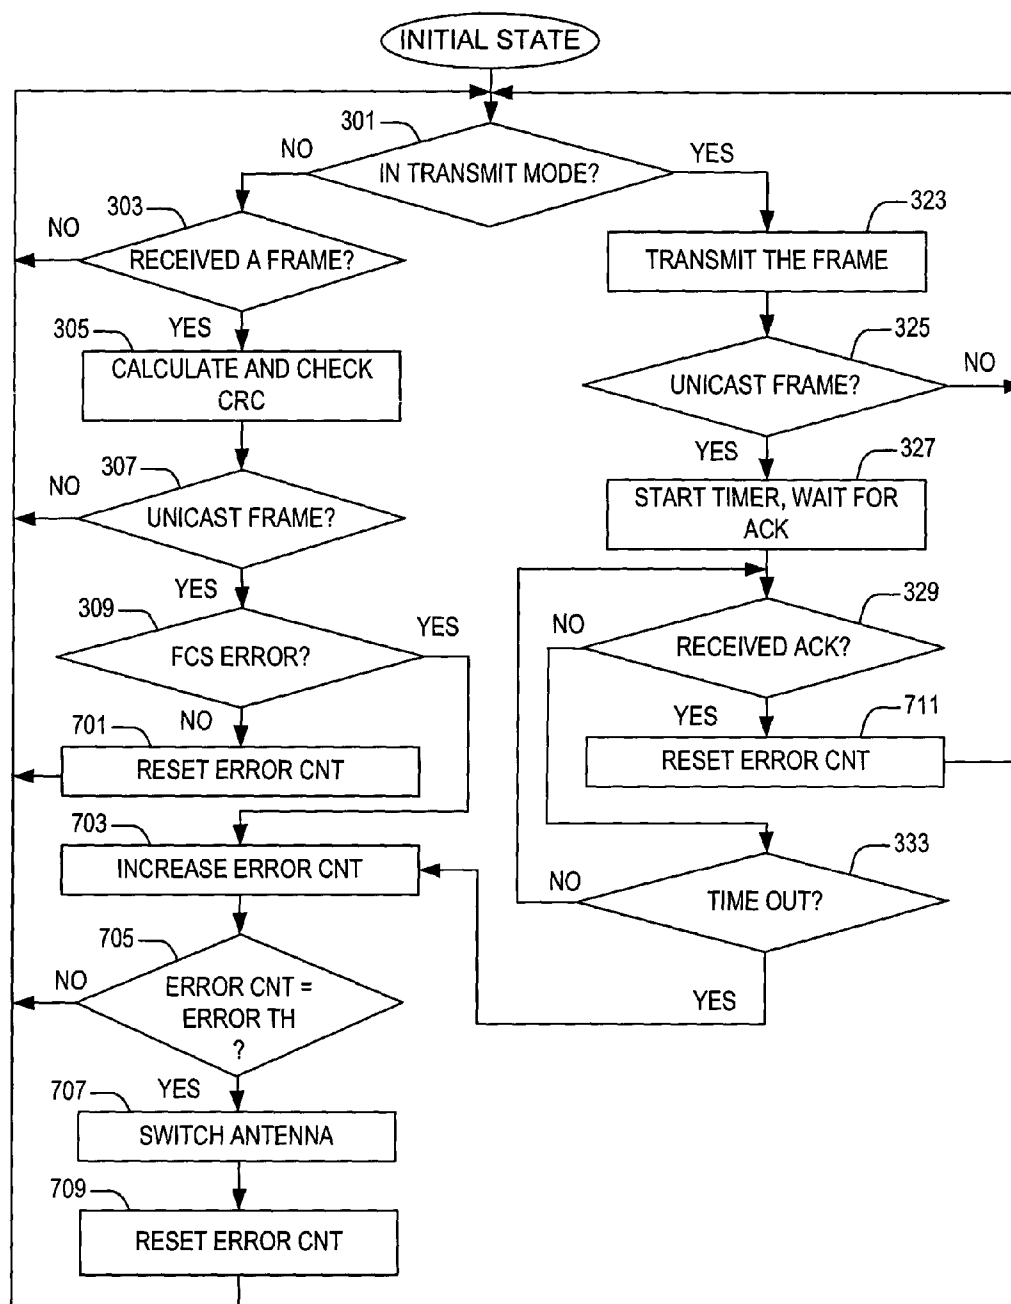 INITIAL STATE
301
NO
YES
IN TRANSMIT MODE?
303
NO
RECEIVED A FRAME?
YES
305
CALCULATE AND CHECK
CRC
307
NO
UNICAST FRAME?
YES
309
YES
FCS ERROR?
NO
701
RESET ERROR CNT
703
INCREASE ERROR CNT
705
NO
ERROR CNT =
ERROR TH
?
YES
707
SWITCH ANTENNA
709
RESET ERROR CNT
323
TRANSMIT THE FRAME
325
NO
UNICAST FRAME?
YES
327
START TIMER, WAIT FOR
ACK
329
NO
RECEIVED ACK?
YES
711
RESET ERROR CNT
333
NO
TIME OUT?
YES